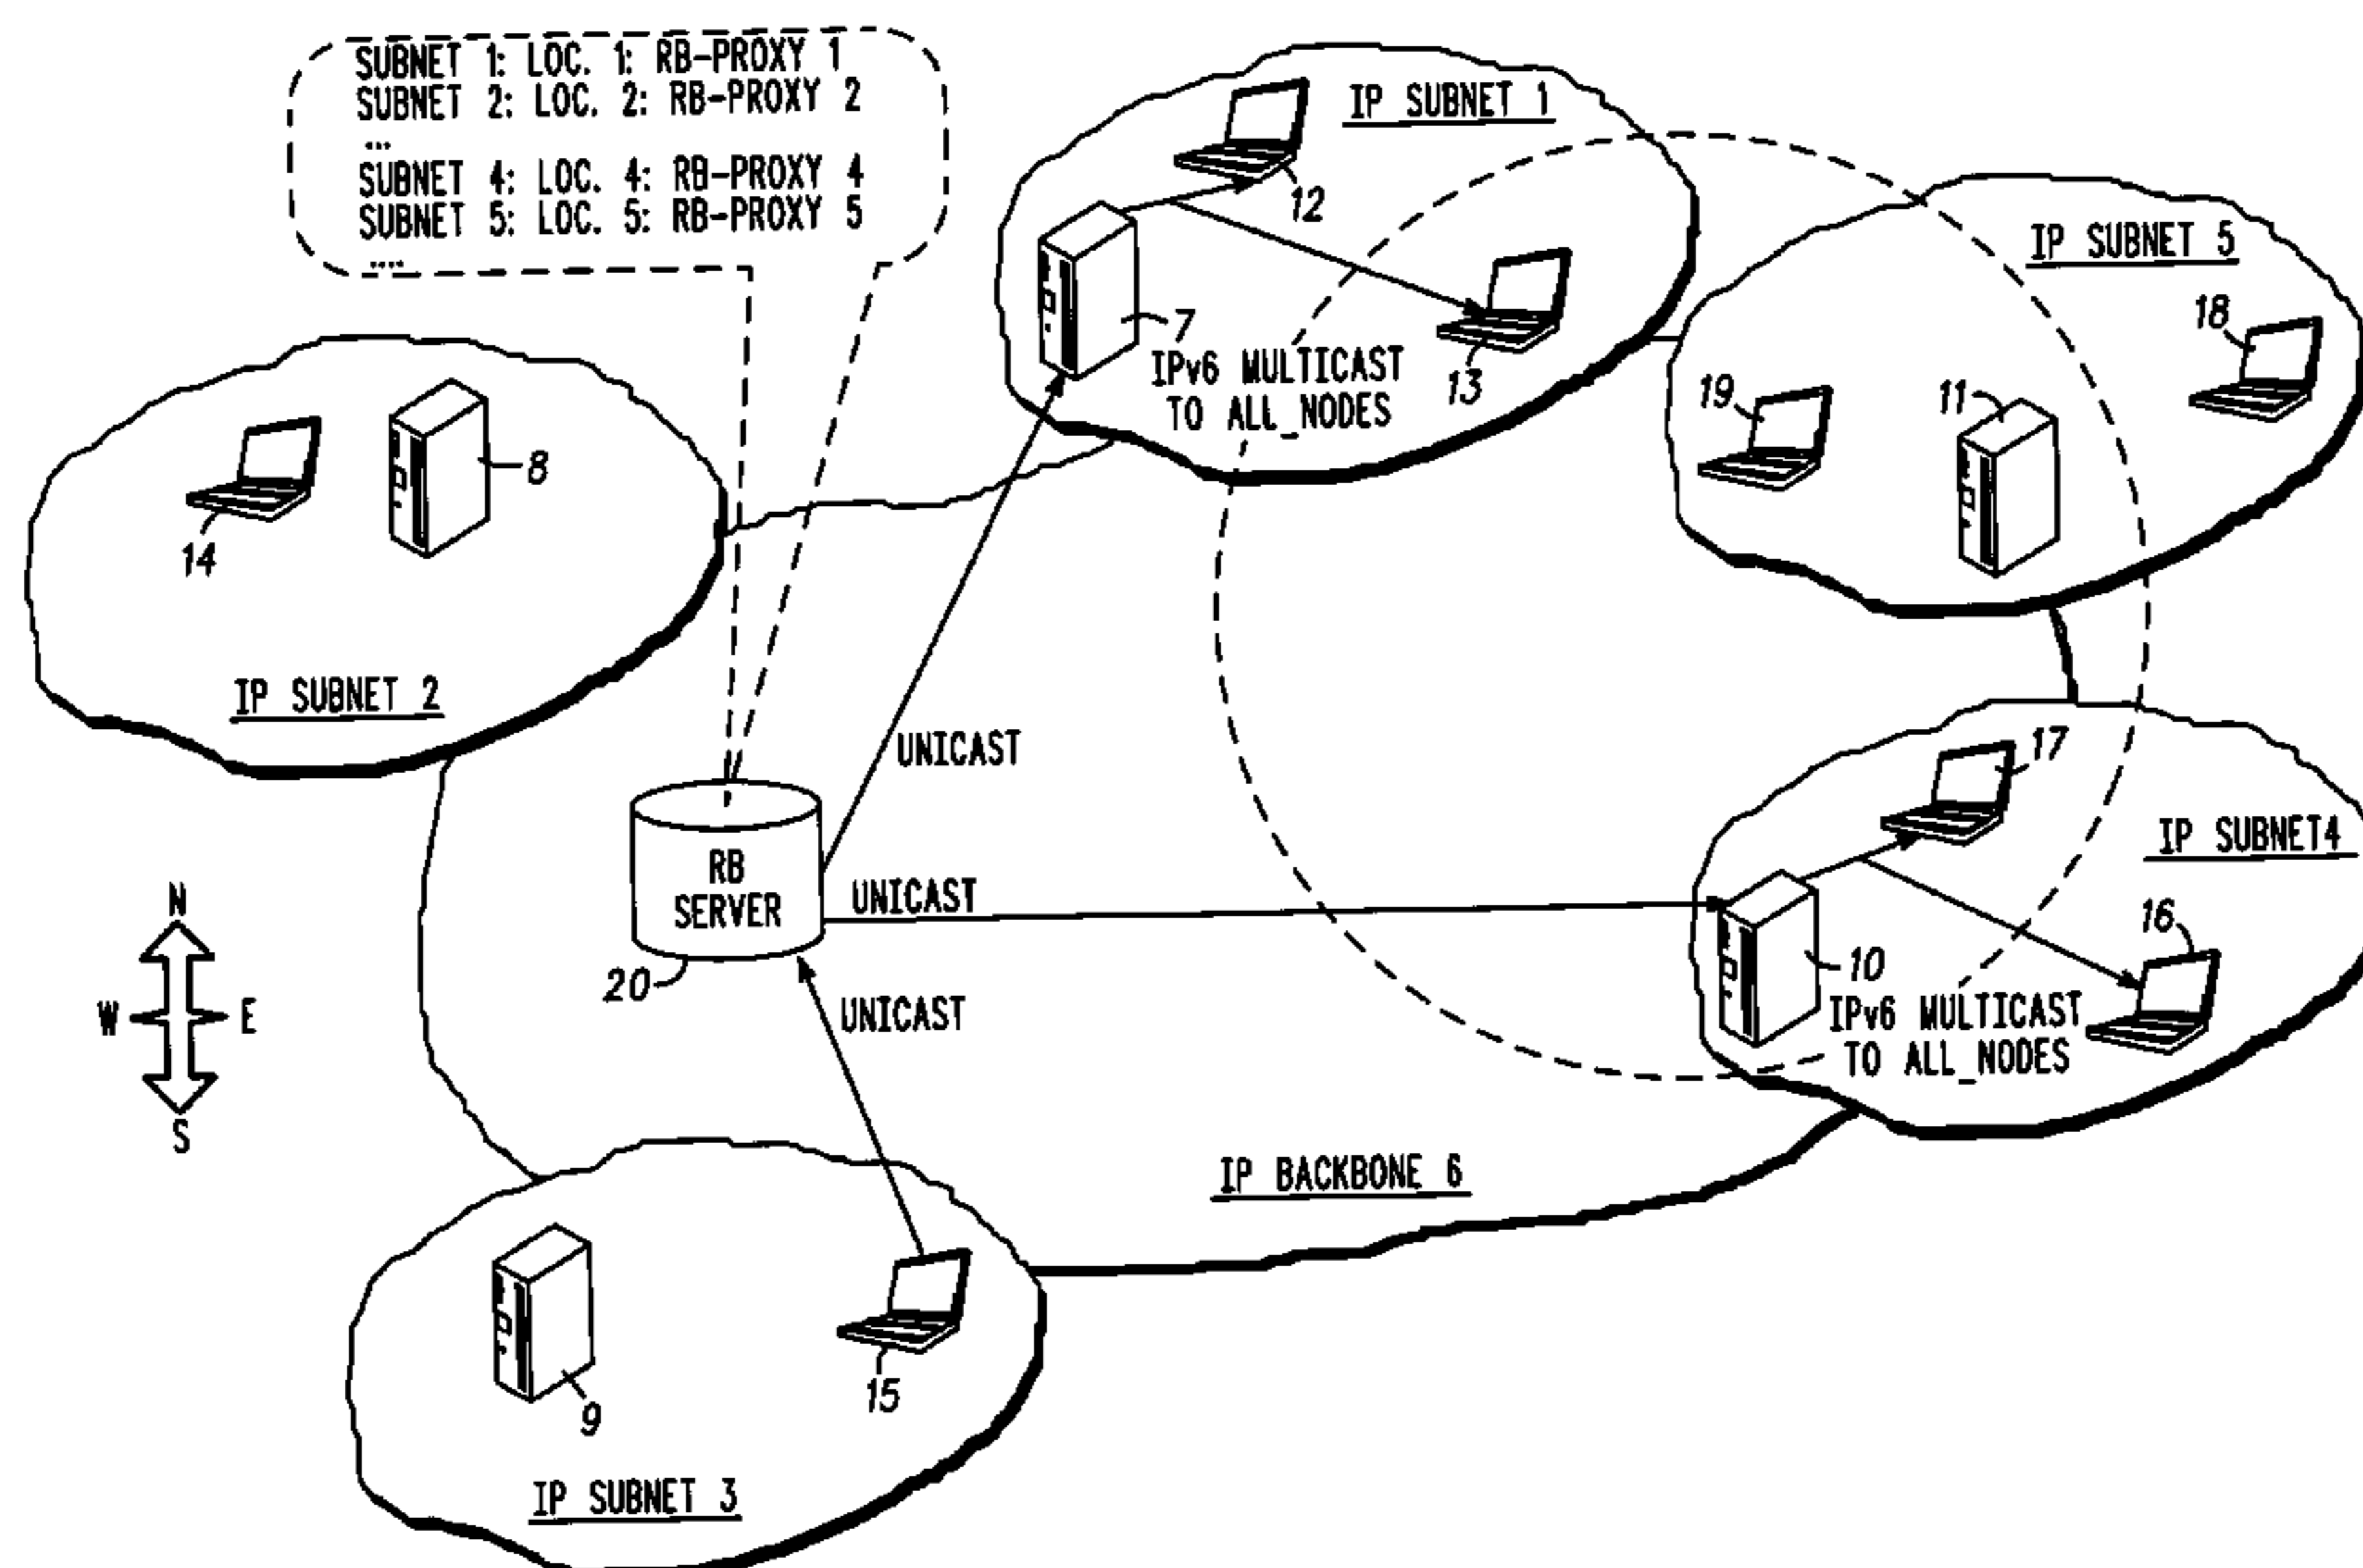 SUBNET 1: LOC. 1: RB-PROXY 1
SUBNET 2: LOC. 2: RB-PROXY 2
...
SUBNET 4: LOC. 4: RB-PROXY 4
SUBNET 5: LOC. 5: RB-PROXY 5
....
IP SUBNET 1
12
7
IPv6 MULTICAST
TO ALL_NODES
13
IP SUBNET 5
18
19
11
14
8
IP SUBNET 2
UNICAST
RB
SERVER
20
UNICAST
UNICAST
17
IP SUBNET4
16
10
IPv6 MULTICAST
TO ALL_NODES
N
W
E
S
IP BACKBONE 6
9
15
IP SUBNET 3